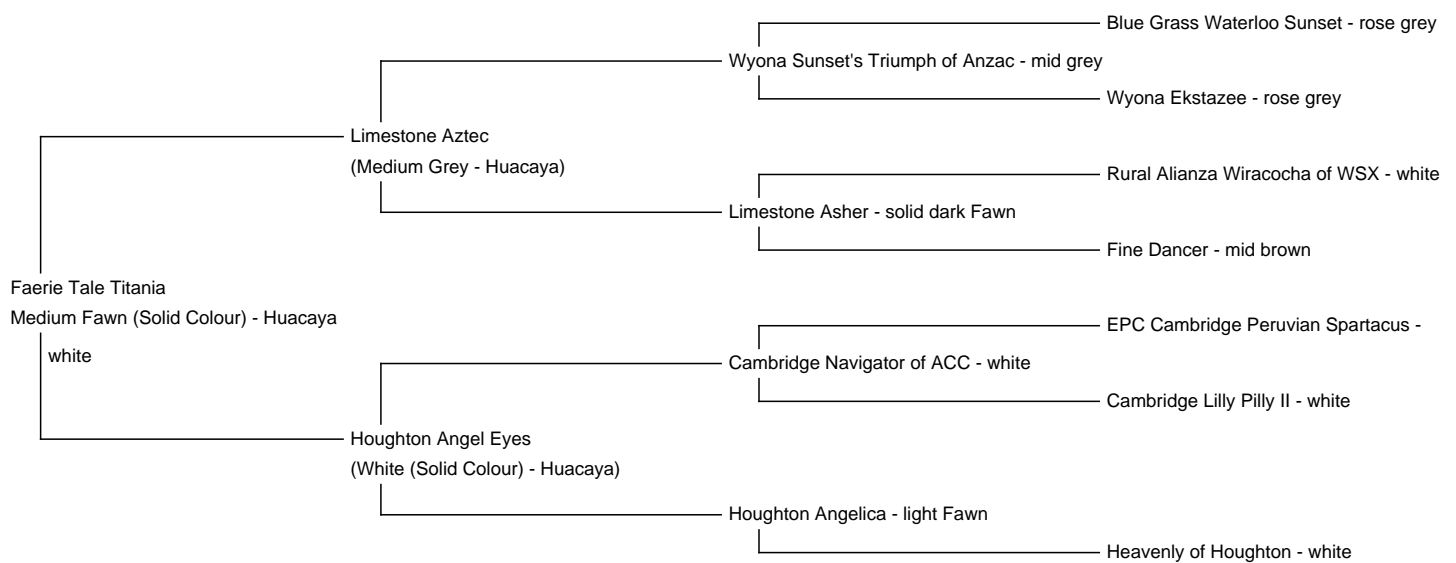 Blue Grass Waterloo Sunset - rose grey
Wyona Sunset's Triumph of Anzac - mid grey
Wyona Ekstazee - rose grey
Limestone Aztec
(Medium Grey - Huacaya)
Rural Alianza Wiracocha of WSX - white
Limestone Asher - solid dark Fawn
Fine Dancer - mid brown
Faerie Tale Titania
Medium Fawn (Solid Colour) - Huacaya
white
EPC Cambridge Peruvian Spartacus -
Cambridge Navigator of ACC - white
Cambridge Lilly Pilly II - white
Houghton Angel Eyes
(White (Solid Colour) - Huacaya)
Houghton Angelica - light Fawn
Heavenly of Houghton - white